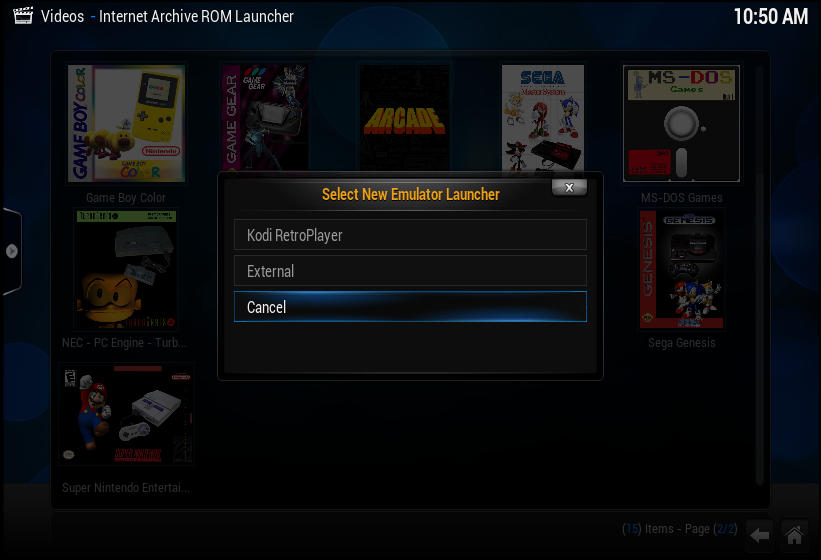 Videos - Internet Archive ROM Launcher
10:50 AM
GAME BOY COLOR
Nintendo
COLOR
GAME GEAR
GAME GEAR
ARCADE
SEGA
Master System
MS-DOS
Games
Game Boy Color
MS-DOS Games
Select New Emulator Launcher
x
Kodi RetroPlayer
External
Cancel
GENESIS
GENESIS
NEC - PC Engine - Turb...
Sega Genesis
Super Nintendo Entertai...
(15) Items - Page (2/2)